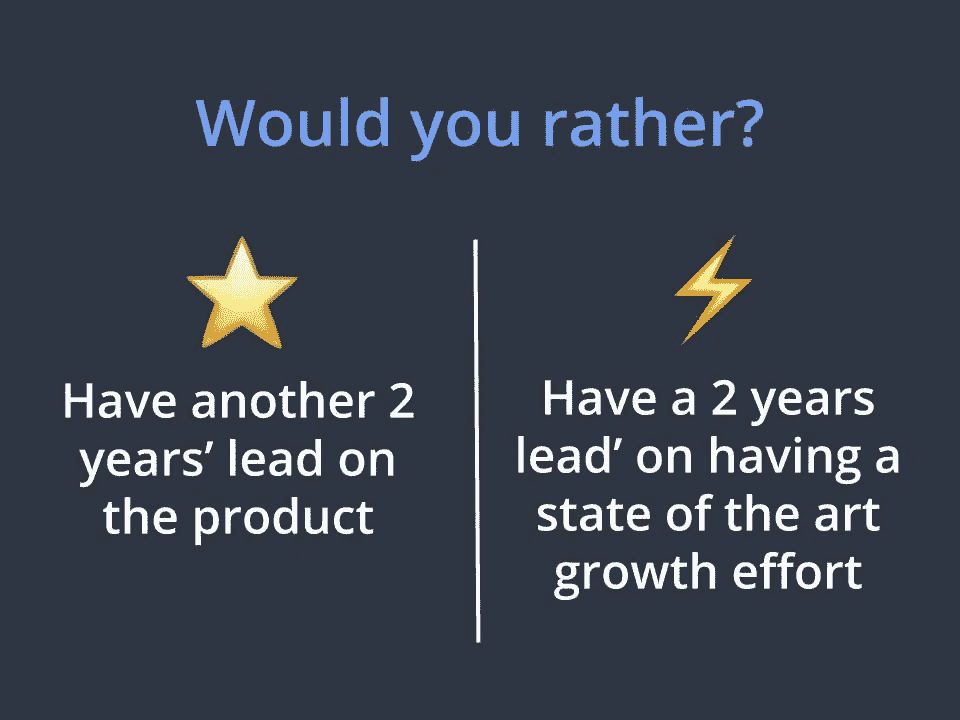 Would you rather?
Have another 2
years’ lead on
the product
Have a 2 years
lead’ on having a
state of the art
growth effort